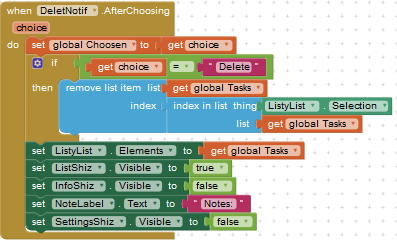 when DeletNotif .AfterChoosing
choice
do set global Choosen to get choice
if get choice = " Delete "
then remove list item list get global Tasks
index index in list thing ListyList . Selection
list get global Tasks
set ListyList . Elements to get global Tasks
set ListShiz . Visible to true
set InfoShiz . Visible to false
set NoteLabel . Text to " Notes: "
set SettingsShiz . Visible to false